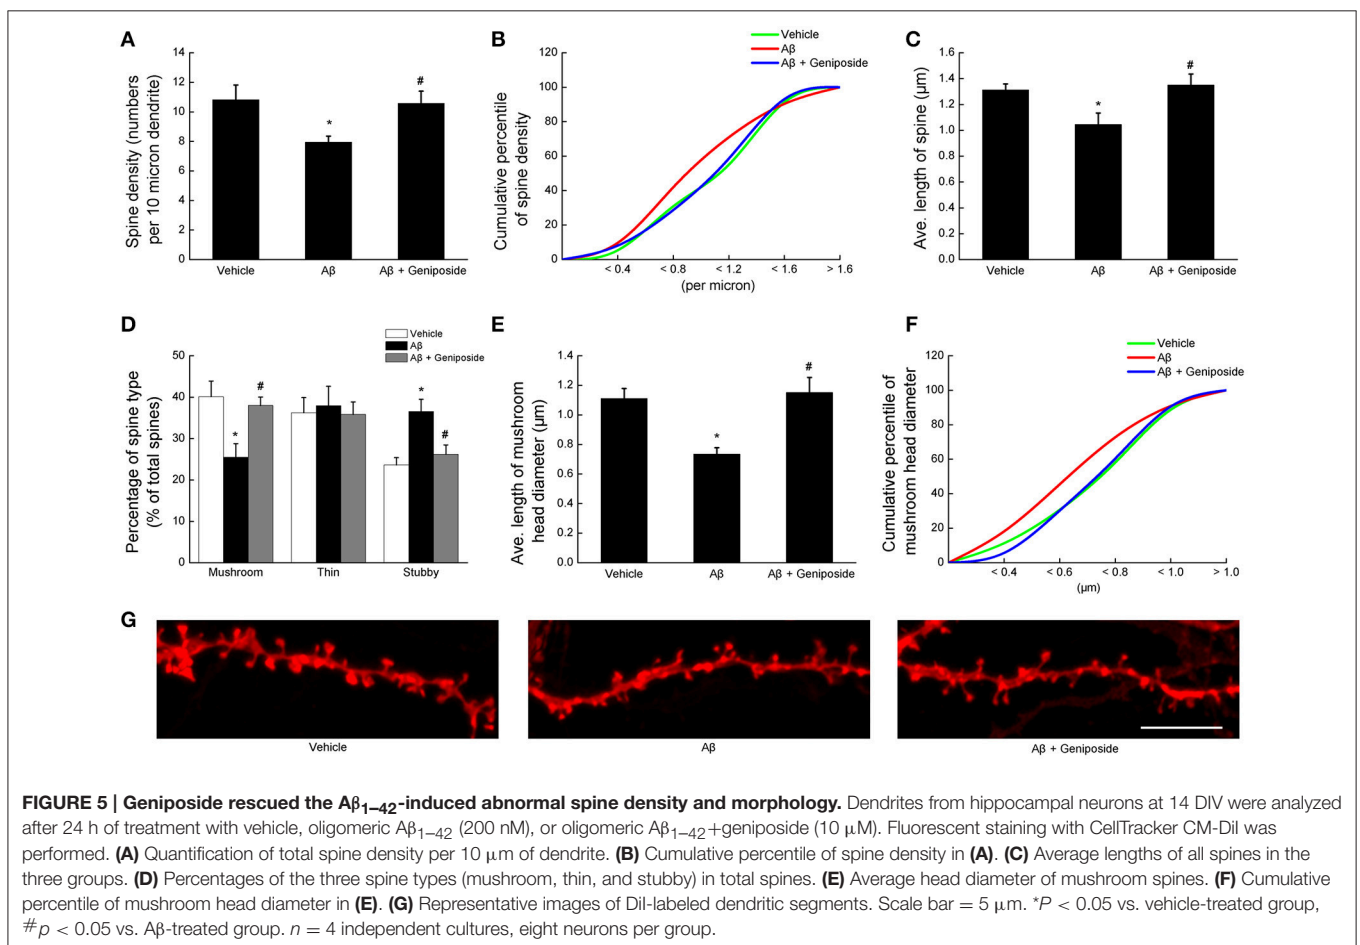 A
Spine density (numbers
per 10 micron dendrite)
14
12
10
8
6
4
2
0
*
#
Vehicle
Aβ
Aβ + Geniposide
B
Vehicle
Aβ
Aβ + Geniposide
Cumulative percentile
of spine density
120
100
80
60
40
20
0
< 0.4
< 0.8
< 1.2
< 1.6
> 1.6
(per micron)
C
Ave. length of spine (μm)
1.6
1.4
1.2
1.0
0.8
0.6
0.4
0.2
0.0
*
#
Vehicle
Aβ
Aβ + Geniposide
D
Vehicle
Aβ
Aβ + Geniposide
Percentage of spine type
(% of total spines)
50
40
30
20
10
0
*
#
*
#
Mushroom
Thin
Stubby
E
Ave. length of mushroom
head diameter (μm)
1.4
1.2
1.0
0.8
0.6
0.4
0.2
0.0
*
#
Vehicle
Aβ
Aβ + Geniposide
F
Vehicle
Aβ
Aβ + Geniposide
Cumulative percentile of
mushroom head diameter
120
100
80
60
40
20
0
< 0.4
< 0.6
< 0.8
< 1.0
> 1.0
(μm)
G
Vehicle
Aβ
Aβ + Geniposide
FIGURE 5 | Geniposide rescued the Aβ1–42-induced abnormal spine density and morphology. Dendrites from hippocampal neurons at 14 DIV were analyzed
after 24 h of treatment with vehicle, oligomeric Aβ1–42 (200 nM), or oligomeric Aβ1–42+geniposide (10 μM). Fluorescent staining with CellTracker CM-DiI was
performed. (A) Quantification of total spine density per 10 μm of dendrite. (B) Cumulative percentile of spine density in (A). (C) Average lengths of all spines in the
three groups. (D) Percentages of the three spine types (mushroom, thin, and stubby) in total spines. (E) Average head diameter of mushroom spines. (F) Cumulative
percentile of mushroom head diameter in (E). (G) Representative images of DiI-labeled dendritic segments. Scale bar = 5 μm. *P < 0.05 vs. vehicle-treated group,
#p < 0.05 vs. Aβ-treated group. n = 4 independent cultures, eight neurons per group.